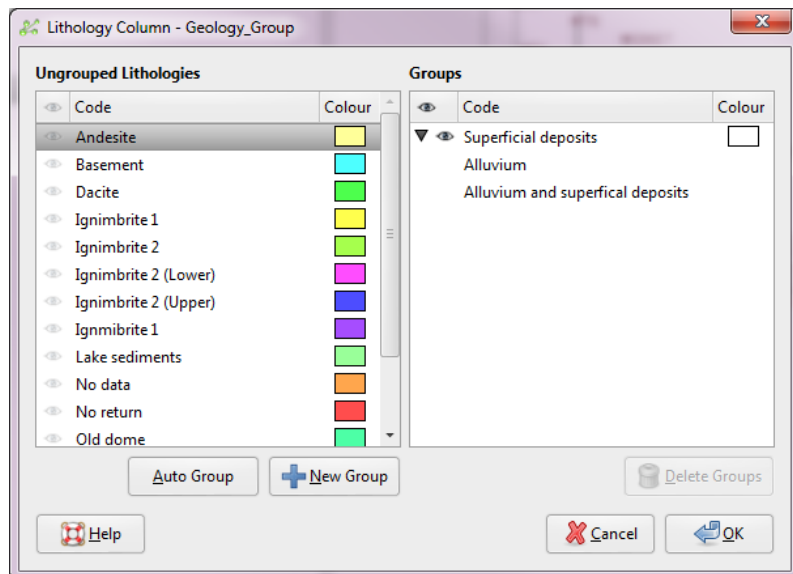 Lithology Column - Geology_Group
Ungrouped Lithologies
Code Colour
Andesite
Basement
Dacite
Ignimbrite 1
Ignimbrite 2
Ignimbrite 2 (Lower)
Ignimbrite 2 (Upper)
Ignmibrite 1
Lake sediments
No data
No return
Old dome
Auto Group
New Group
Groups
Code Colour
Superficial deposits
Alluvium
Alluvium and superfical deposits
Delete Groups
Help
Cancel
OK